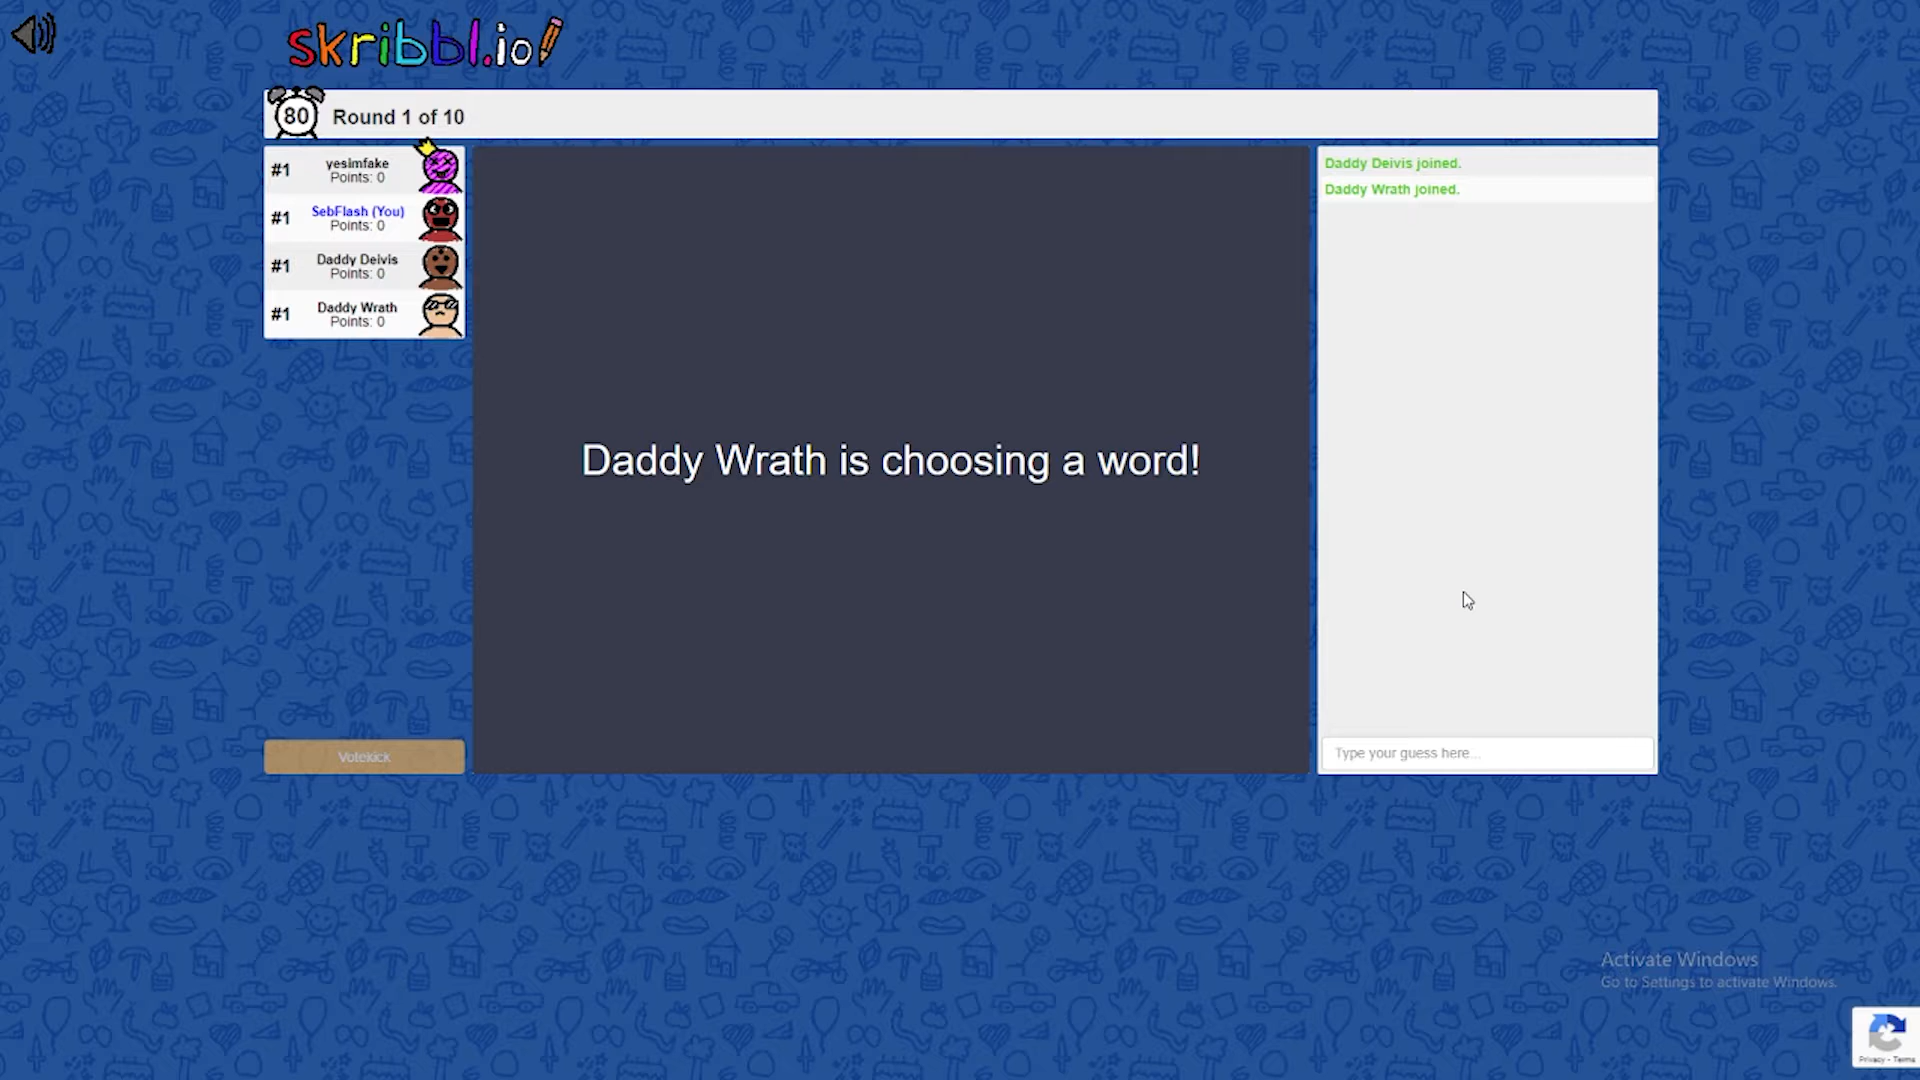 skribbl.io
80
Round 1 of 10
#1
yesimfake
Points: 0
#1
SebFlash (You)
Points: 0
#1
Daddy Deivis
Points: 0
#1
Daddy Wrath
Points: 0
Votekick
Daddy Wrath is choosing a word!
Daddy Deivis joined.
Daddy Wrath joined.
Type your guess here...
Activate Windows
Go to Settings to activate Windows.
Privacy - Terms